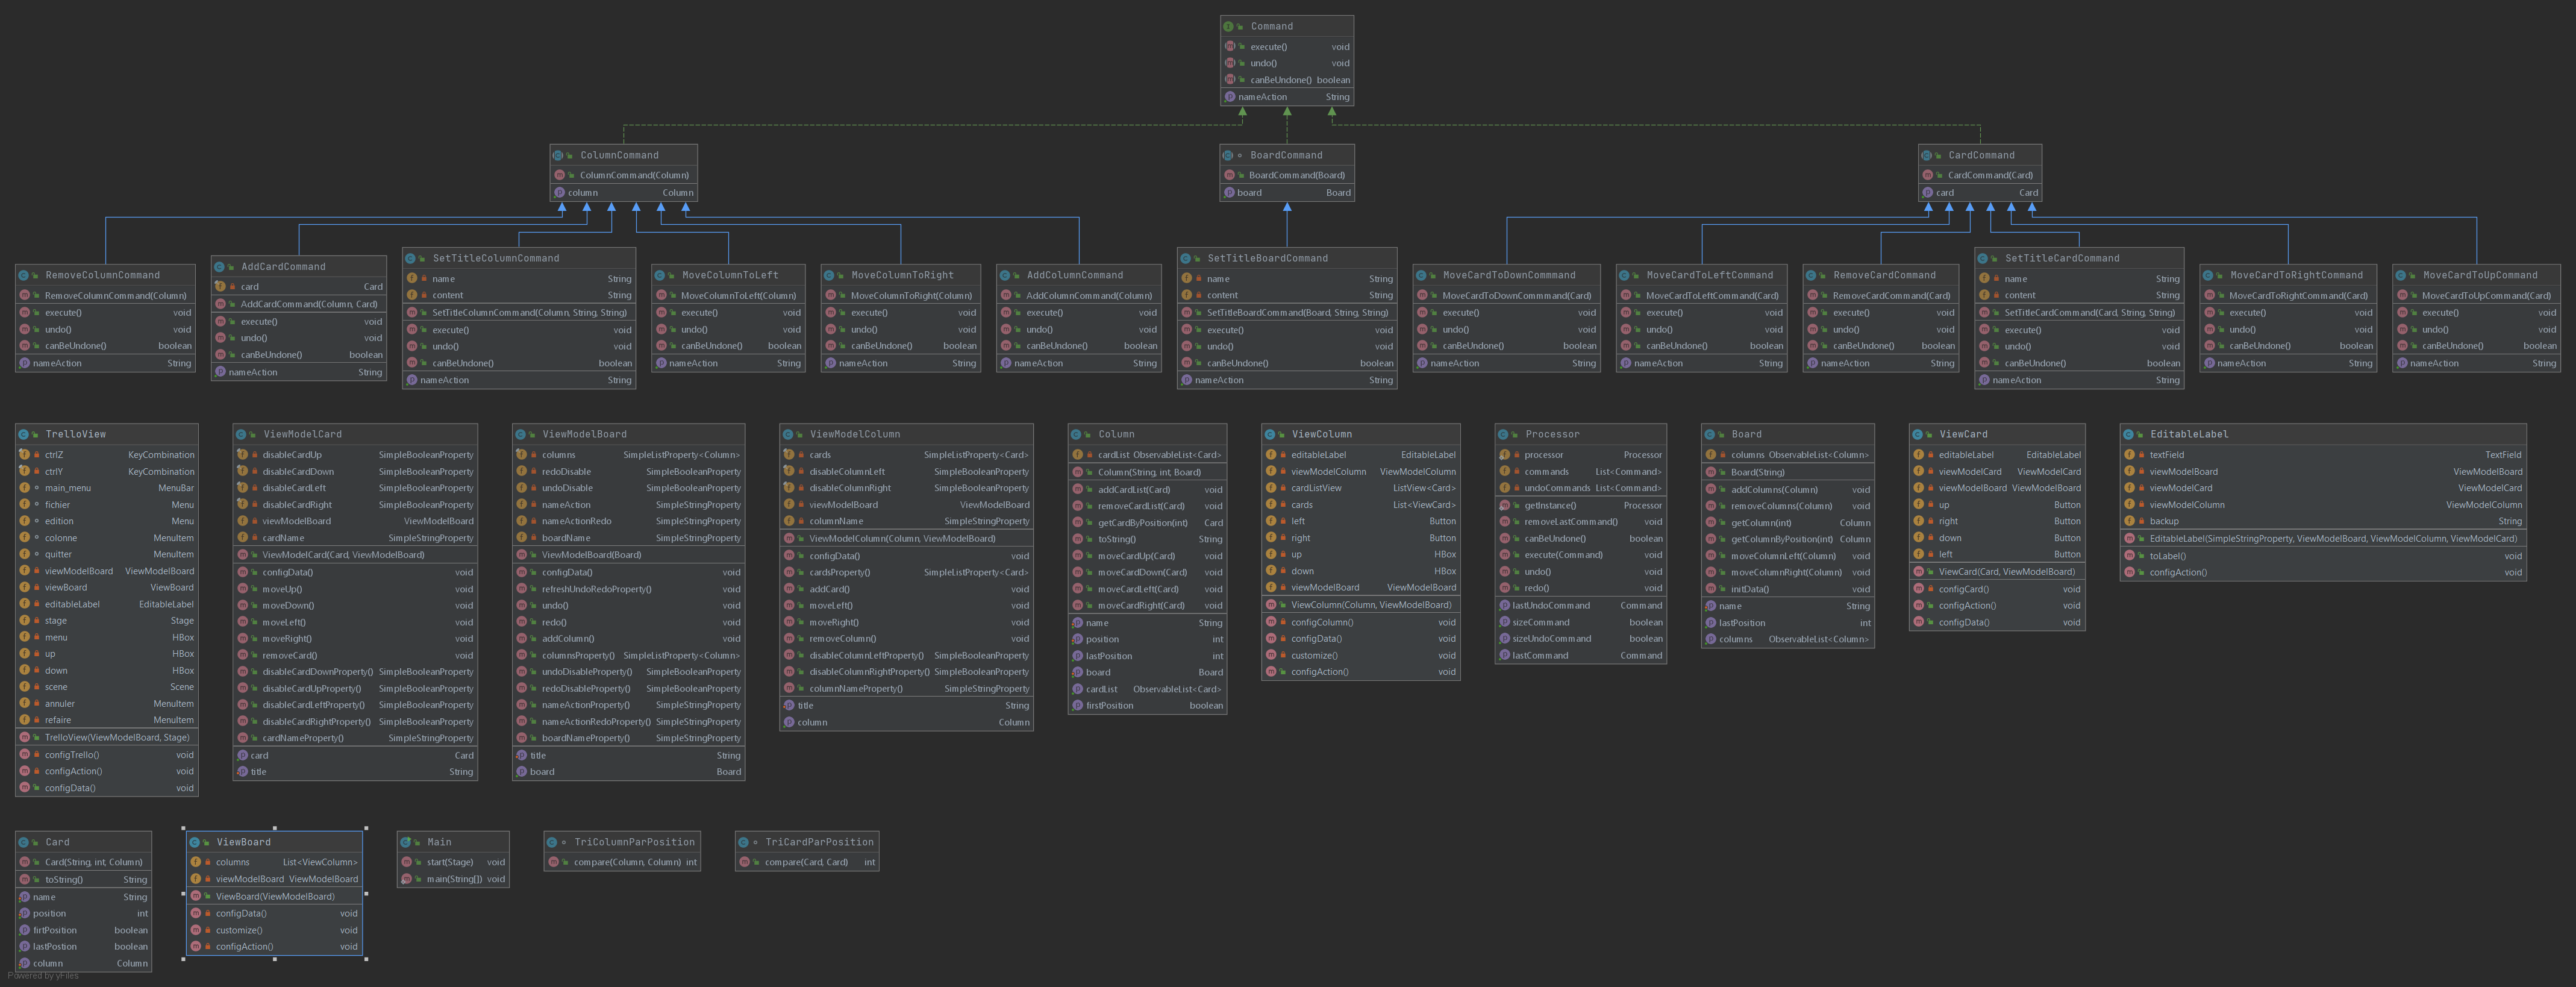 Command
execute() void
undo() void
canBeUndone() boolean
nameAction String
ColumnCommand
ColumnCommand(Column)
column Column
BoardCommand
BoardCommand(Board)
board Board
CardCommand
CardCommand(Card)
card Card
RemoveColumnCommand
RemoveColumnCommand(Column)
execute() void
undo() void
canBeUndone() boolean
nameAction String
AddCardCommand
card Card
AddCardCommand(Column, Card)
execute() void
undo() void
canBeUndone() boolean
nameAction String
SetTitleColumnCommand
name String
content String
SetTitleColumnCommand(Column, String, String)
execute() void
undo() void
canBeUndone() boolean
nameAction String
MoveColumnToLeft
MoveColumnToLeft(Column)
execute() void
undo() void
canBeUndone() boolean
nameAction String
MoveColumnToRight
MoveColumnToRight(Column)
execute() void
undo() void
canBeUndone() boolean
nameAction String
AddColumnCommand
AddColumnCommand(Column)
execute() void
undo() void
canBeUndone() boolean
nameAction String
SetTitleBoardCommand
name String
content String
SetTitleBoardCommand(Board, String, String)
execute() void
undo() void
canBeUndone() boolean
nameAction String
MoveCardToDownCommmand
MoveCardToDownCommmand(Card)
execute() void
undo() void
canBeUndone() boolean
nameAction String
MoveCardToLeftCommand
MoveCardToLeftCommand(Card)
execute() void
undo() void
canBeUndone() boolean
nameAction String
RemoveCardCommand
RemoveCardCommand(Card)
execute() void
undo() void
canBeUndone() boolean
nameAction String
SetTitleCardCommand
name String
content String
SetTitleCardCommand(Card, String, String)
execute() void
undo() void
canBeUndone() boolean
nameAction String
MoveCardToRightCommand
MoveCardToRightCommand(Card)
execute() void
undo() void
canBeUndone() boolean
nameAction String
MoveCardToUpCommand
MoveCardToUpCommand(Card)
execute() void
undo() void
canBeUndone() boolean
nameAction String
TrelloView
ctrlZ KeyCombination
ctrlY KeyCombination
main_menu MenuBar
fichier Menu
edition Menu
colonne MenuItem
quitter MenuItem
viewModelBoard ViewModelBoard
viewBoard ViewBoard
editableLabel EditableLabel
stage Stage
menu HBox
up HBox
down HBox
scene Scene
annuler MenuItem
refaire MenuItem
TrelloView(ViewModelBoard, Stage)
configTrello() void
configAction() void
configData() void
ViewModelCard
disableCardUp SimpleBooleanProperty
disableCardDown SimpleBooleanProperty
disableCardLeft SimpleBooleanProperty
disableCardRight SimpleBooleanProperty
viewModelBoard ViewModelBoard
cardName SimpleStringProperty
ViewModelCard(Card, ViewModelBoard)
configData() void
moveUp() void
moveDown() void
moveLeft() void
moveRight() void
removeCard() void
disableCardDownProperty() SimpleBooleanProperty
disableCardUpProperty() SimpleBooleanProperty
disableCardLeftProperty() SimpleBooleanProperty
disableCardRightProperty() SimpleBooleanProperty
cardNameProperty() SimpleStringProperty
card Card
title String
ViewModelBoard
columns SimpleListProperty<Column>
redoDisable SimpleBooleanProperty
undoDisable SimpleBooleanProperty
nameAction SimpleStringProperty
nameActionRedo SimpleStringProperty
boardName SimpleStringProperty
ViewModelBoard(Board)
configData() void
refreshUndoRedoProperty() void
undo() void
redo() void
addColumn() void
columnsProperty() SimpleListProperty<Column>
undoDisableProperty() SimpleBooleanProperty
redoDisableProperty() SimpleBooleanProperty
nameActionProperty() SimpleStringProperty
nameActionRedoProperty() SimpleStringProperty
boardNameProperty() SimpleStringProperty
title String
board Board
ViewModelColumn
cards SimpleListProperty<Card>
disableColumnLeft SimpleBooleanProperty
disableColumnRight SimpleBooleanProperty
viewModelBoard ViewModelBoard
columnName SimpleStringProperty
ViewModelColumn(Column, ViewModelBoard)
configData() void
cardsProperty() SimpleListProperty<Card>
addCard() void
moveLeft() void
moveRight() void
removeColumn() void
disableColumnLeftProperty() SimpleBooleanProperty
disableColumnRightProperty() SimpleBooleanProperty
columnNameProperty() SimpleStringProperty
title String
column Column
Column
cardList ObservableList<Card>
Column(String, int, Board)
addCardList(Card) void
removeCardList(Card) void
getCardByPosition(int) Card
toString() String
moveCardUp(Card) void
moveCardDown(Card) void
moveCardLeft(Card) void
moveCardRight(Card) void
name String
position int
lastPosition int
board Board
cardList ObservableList<Card>
firstPosition boolean
ViewColumn
editableLabel EditableLabel
viewModelColumn ViewModelColumn
cardListView ListView<Card>
cards List<ViewCard>
left Button
right Button
up HBox
down HBox
viewModelBoard ViewModelBoard
ViewColumn(Column, ViewModelBoard)
configColumn() void
configData() void
customize() void
configAction() void
Processor
processor Processor
commands List<Command>
undoCommands List<Command>
getInstance() Processor
removeLastCommand() void
canBeUndone() boolean
execute(Command) void
undo() void
redo() void
lastUndoCommand Command
sizeCommand boolean
sizeUndoCommand boolean
lastCommand Command
Board
columns ObservableList<Column>
Board(String)
addColumns(Column) void
removeColumns(Column) void
getColumn(int) Column
getColumnByPosition(int) Column
moveColumnLeft(Column) void
moveColumnRight(Column) void
initData() void
name String
lastPosition int
columns ObservableList<Column>
ViewCard
editableLabel EditableLabel
viewModelCard ViewModelCard
viewModelBoard ViewModelBoard
up Button
right Button
down Button
left Button
ViewCard(Card, ViewModelBoard)
configCard() void
configAction() void
configData() void
EditableLabel
textField TextField
viewModelBoard ViewModelBoard
viewModelCard ViewModelCard
viewModelColumn ViewModelColumn
backup String
EditableLabel(SimpleStringProperty, ViewModelBoard, ViewModelColumn, ViewModelCard)
toLabel() void
configAction() void
Card
Card(String, int, Column)
toString() String
name String
position int
firtPosition boolean
lastPostion boolean
column Column
ViewBoard
columns List<ViewColumn>
viewModelBoard ViewModelBoard
ViewBoard(ViewModelBoard)
configData() void
customize() void
configAction() void
Main
start(Stage) void
main(String[]) void
TriColumnParPosition
compare(Column, Column) int
TriCardParPosition
compare(Card, Card) int
Powered by yFiles